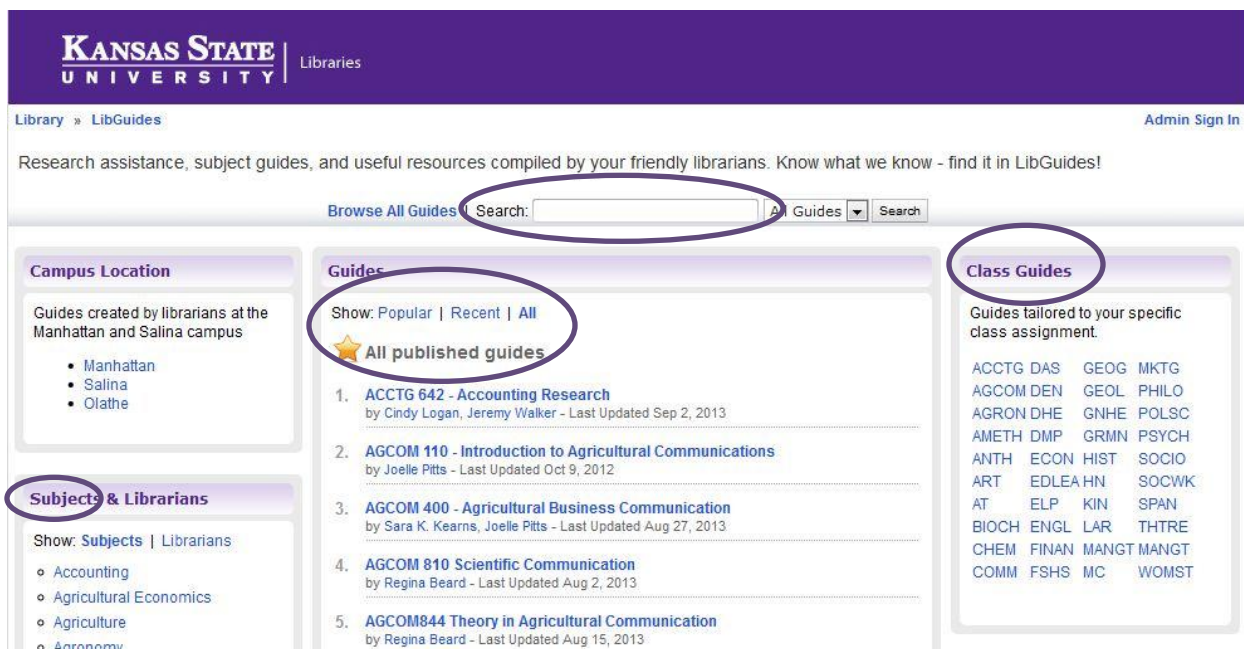 KANSAS STATE
UNIVERSITY
Libraries
Library » LibGuides
Admin Sign In
Research assistance, subject guides, and useful resources compiled by your friendly librarians. Know what we know - find it in LibGuides!
Browse All Guides | Search: All Guides Search
Campus Location
Guides created by librarians at the
Manhattan and Salina campus
• Manhattan
• Salina
• Olathe
Subjects & Librarians
Show: Subjects | Librarians
Accounting
Agricultural Economics
Agriculture
Agronomy
Guides
Show: Popular | Recent | All
All published guides
1. ACCTG 642 - Accounting Research
by Cindy Logan, Jeremy Walker - Last Updated Sep 2, 2013
2. AGCOM 110 - Introduction to Agricultural Communications
by Joelle Pitts - Last Updated Oct 9, 2012
3. AGCOM 400 - Agricultural Business Communication
by Sara K. Kearns, Joelle Pitts - Last Updated Aug 27, 2013
4. AGCOM 810 Scientific Communication
by Regina Beard - Last Updated Aug 2, 2013
5. AGCOM844 Theory in Agricultural Communication
by Regina Beard - Last Updated Aug 15, 2013
Class Guides
Guides tailored to your specific
class assignment.
ACCTG DAS GEOG MKTG
AGCOM DEN GEOL PHILO
AGRON DHE GNHE POLSC
AMETH DMP GRMN PSYCH
ANTH ECON HIST SOCIO
ART EDLEA HN SOCWK
AT ELP KIN SPAN
BIOCH ENGL LAR THTRE
CHEM FINAN MANGT MANGT
COMM FSHS MC WOMST